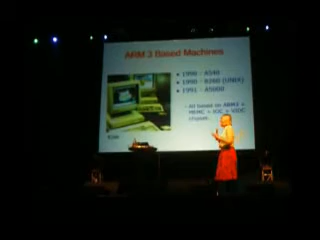 ARM 3 Based Machines
• 1990 - A540
• 1990 - R260 (UNIX)
• 1991 - A5000
- All based on ARM3 +
MEMC + IOC + VIDC
chipset.